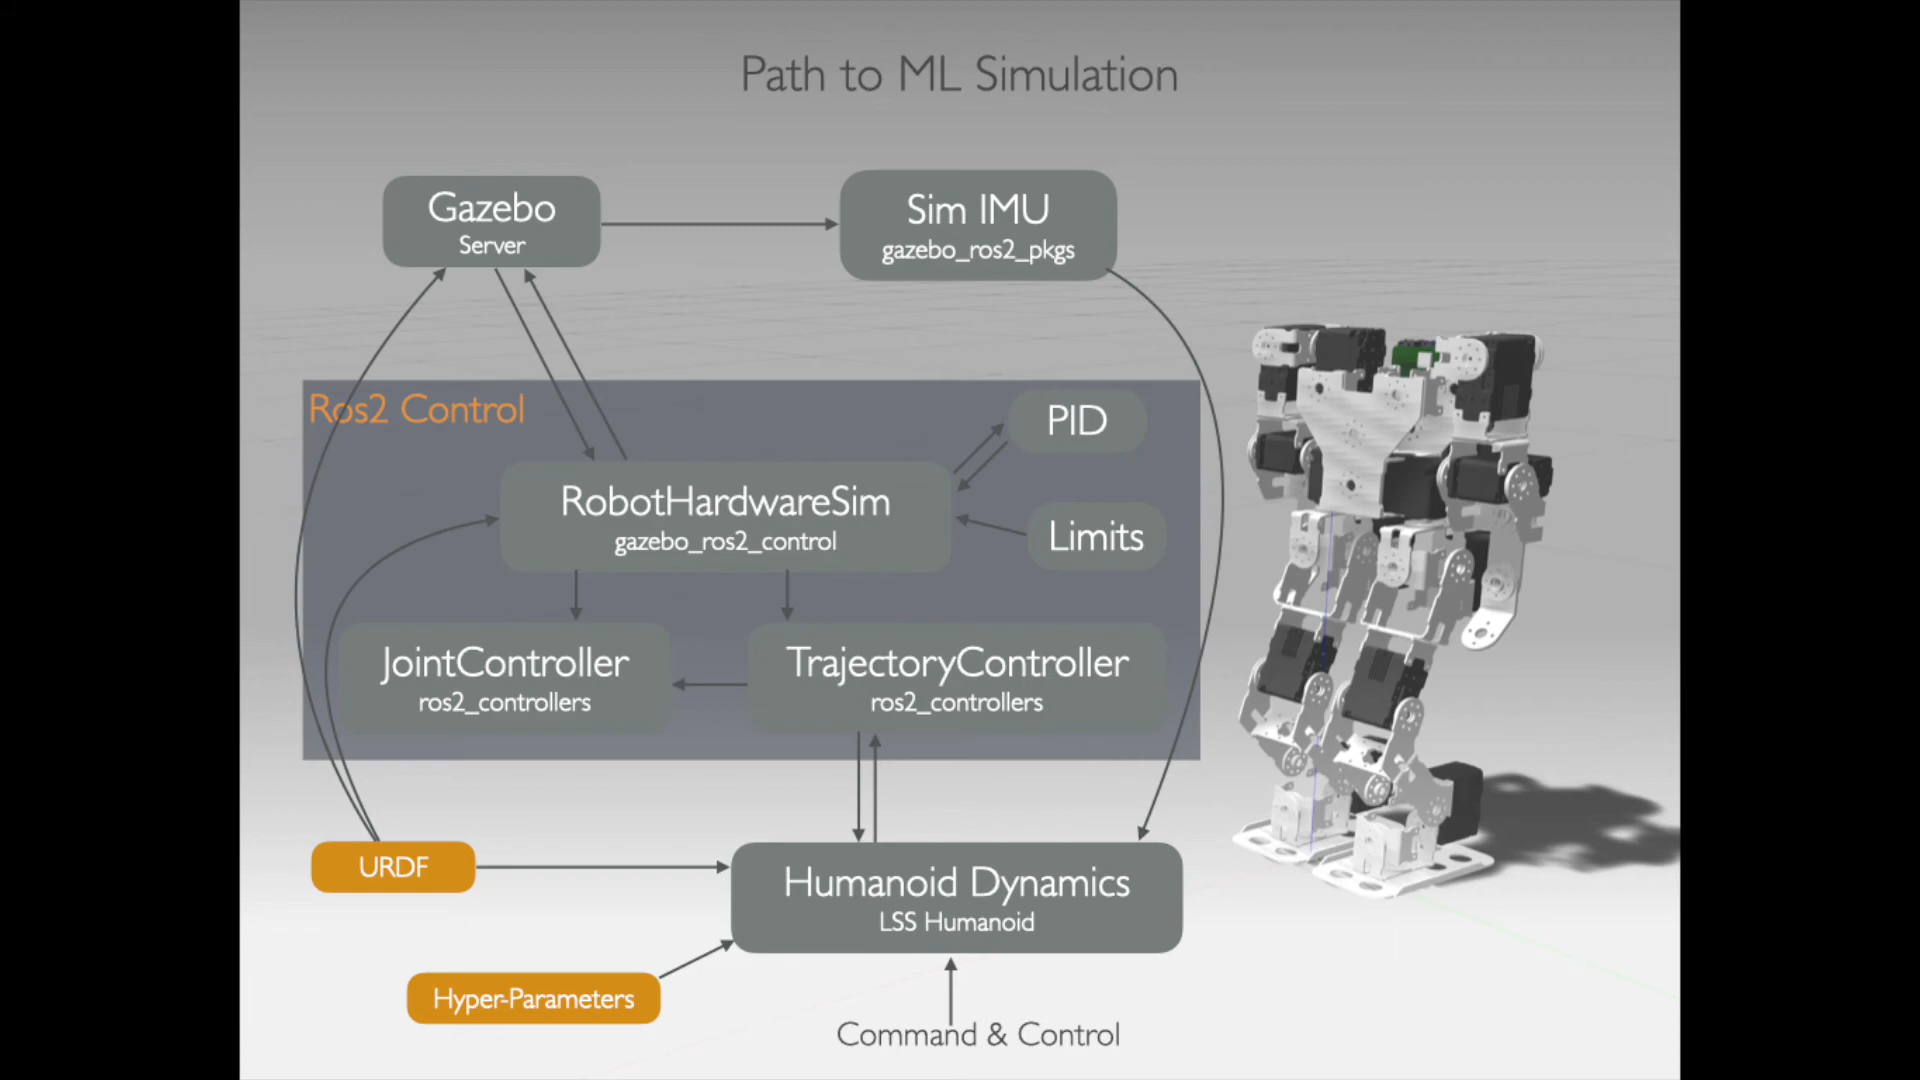 Path to ML Simulation
Gazebo
Server
Sim IMU
gazebo_ros2_pkgs
Ros2 Control
PID
RobotHardwareSim
gazebo_ros2_control
Limits
JointController
ros2_controllers
TrajectoryController
ros2_controllers
URDF
Humanoid Dynamics
LSS Humanoid
Hyper-Parameters
Command & Control